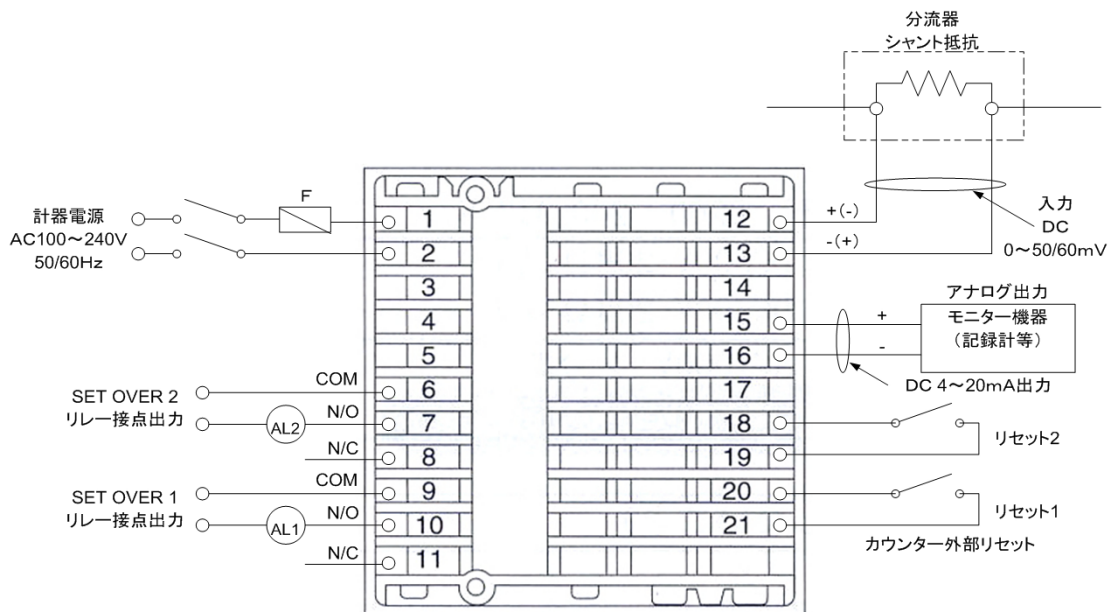 分流器
シャント抵抗
計器電源
AC100～240V
50/60Hz
F
1
2
3
4
5
6
7
8
9
10
11
12
13
14
15
16
17
18
19
20
21
+(-)
-(+)
入力
DC
0～50/60mV
アナログ出力
モニター機器
（記録計等）
+
-
DC 4～20mA出力
SET OVER 2
リレー接点出力
COM
N/O
AL2
N/C
SET OVER 1
リレー接点出力
COM
N/O
AL1
N/C
リセット2
リセット1
カウンター外部リセット